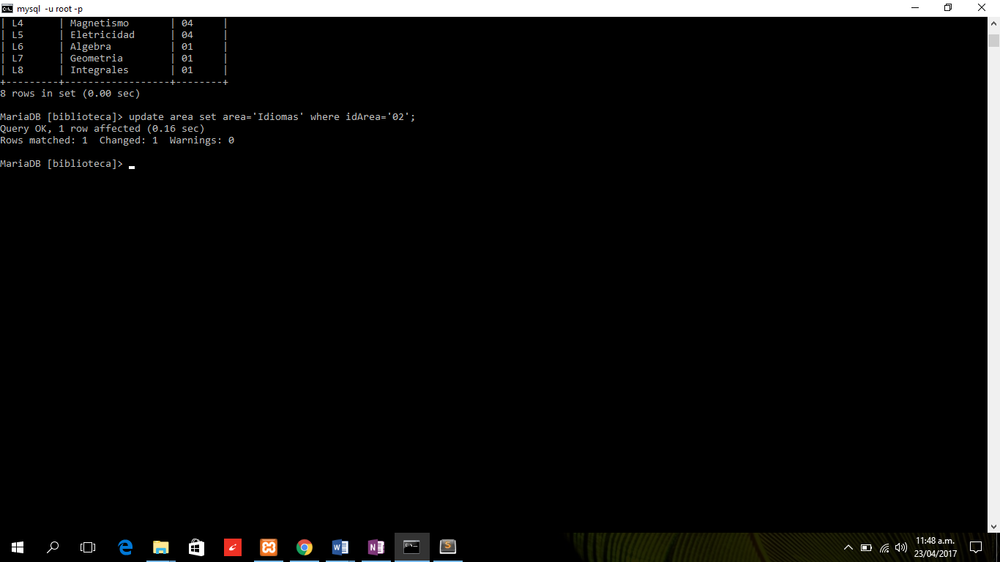 mysql  -u root -p
| L4      | Magnetismo       | 04     |
| L5      | Eletricidad      | 04     |
| L6      | Algebra          | 01     |
| L7      | Geometria        | 01     |
| L8      | Integrales       | 01     |
+---------+------------------+--------+
8 rows in set (0.00 sec)
MariaDB [biblioteca]> update area set area='Idiomas' where idArea='02';
Query OK, 1 row affected (0.16 sec)
Rows matched: 1  Changed: 1  Warnings: 0
MariaDB [biblioteca]>
11:48 a.m.
23/04/2017